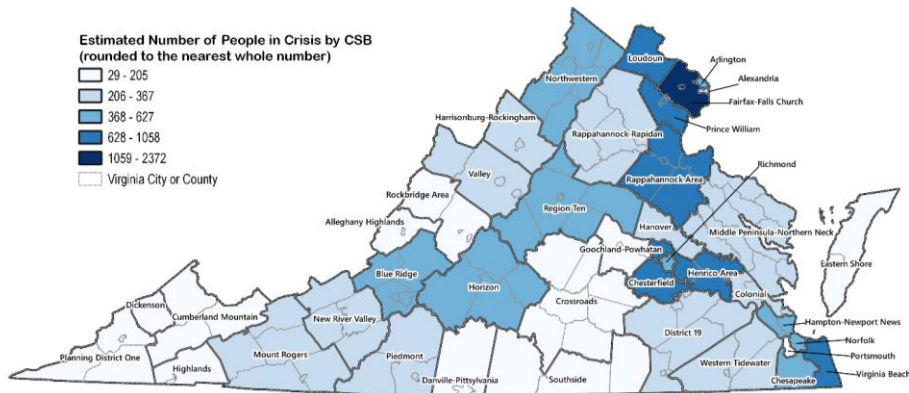 Estimated Number of People in Crisis by CSB
(rounded to the nearest whole number)
29 - 205
206 - 367
368 - 627
628 - 1058
1059 - 2372
Virginia City or County
Loudoun
Arlington
Northwestern
Alexandria
Fairfax-Falls Church
Harrisonburg-Rockingham
Prince William
Rappahannock-Rapidan
Richmond
Valley
Rappahannock Area
Rockbridge Area
Region Ten
Alleghany Highlands
Hanover
Middle Peninsula-Northern Neck
Goochland-Powhatan
Eastern Shore
Blue Ridge
Henrico Area
Chesterfield
Horizon
Colonial
Dickenson
Crossroads
Cumberland Mountain
New River Valley
Hampton-Newport News
District 19
Norfolk
Mount Rogers
Planning District One
Piedmont
Portsmouth
Highlands
Western Tidewater
Virginia Beach
Danville-Pittsylvania
Southside
Chesapeake